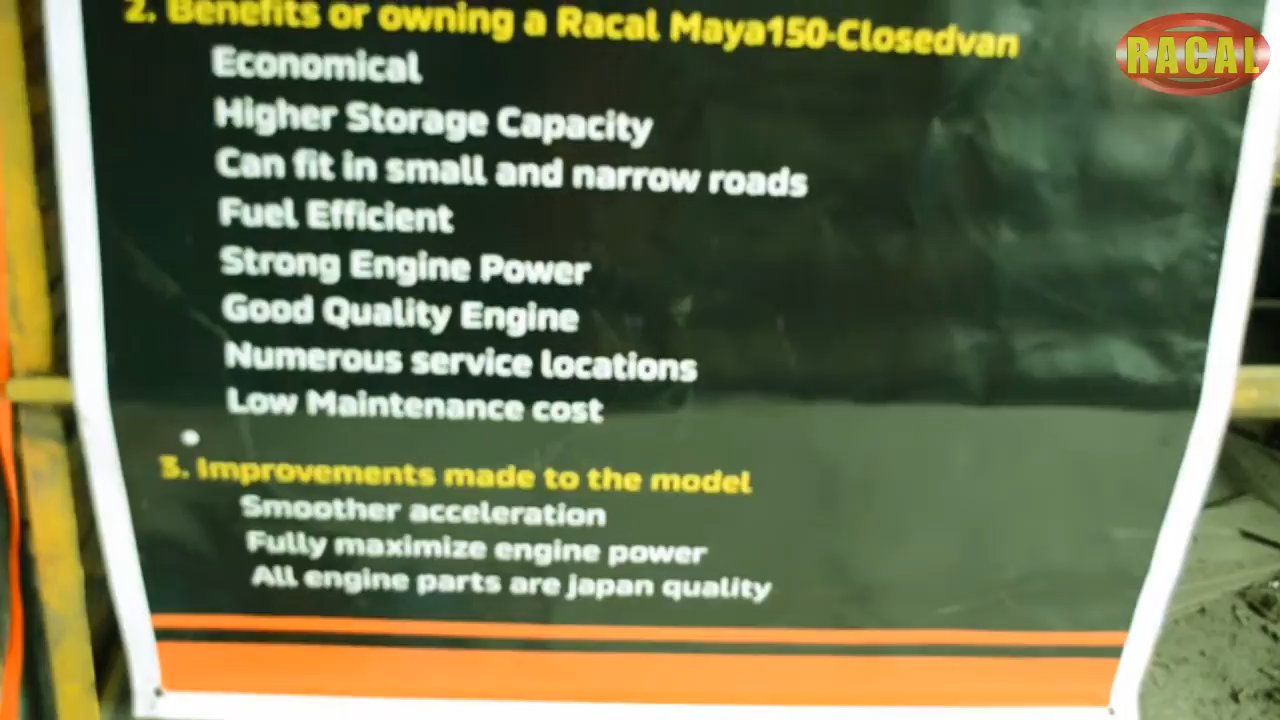 2. Benefits or owning a Racal Maya150-Closedvan
RACAL
Economical
Higher Storage Capacity
Can fit in small and narrow roads
Fuel Efficient
Strong Engine Power
Good Quality Engine
Numerous service locations
Low Maintenance cost
3. Improvements made to the model
Smoother acceleration
Fully maximize engine power
All engine parts are japan quality